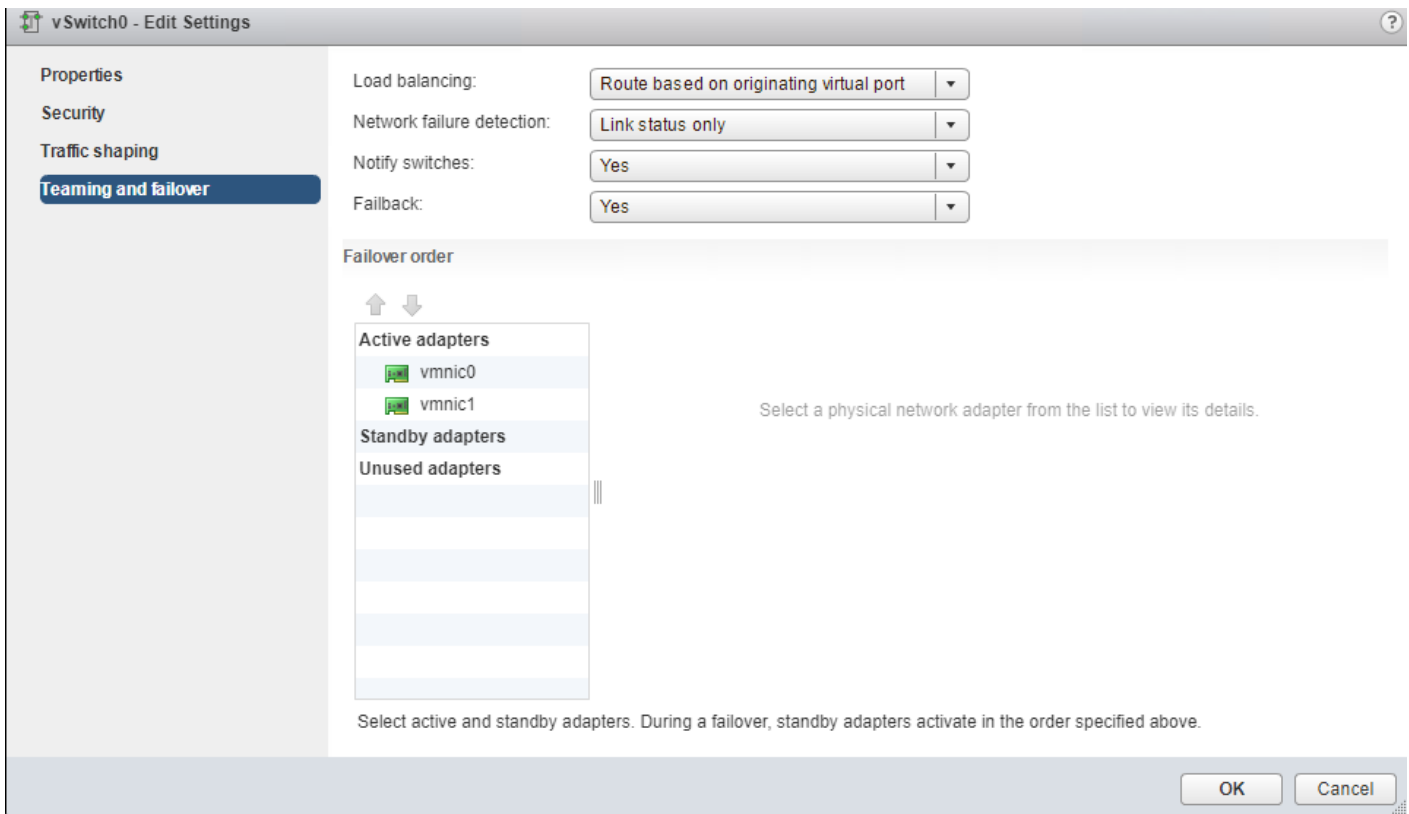 vSwitch0 - Edit Settings
?
Properties
Security
Traffic shaping
Teaming and failover
Load balancing: Route based on originating virtual port
Network failure detection: Link status only
Notify switches: Yes
Failback: Yes
Failover order
Active adapters
vmnic0
vmnic1
Standby adapters
Unused adapters
Select a physical network adapter from the list to view its details.
Select active and standby adapters. During a failover, standby adapters activate in the order specified above.
OK Cancel